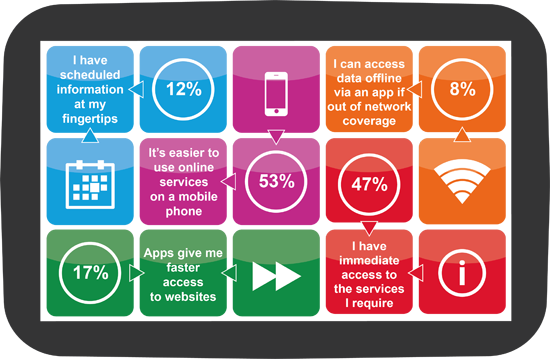 I have
scheduled
information
at my
fingertips
12%
I can access
data offline
via an app if
out of network
coverage
8%
It's easier to
use online
services
on a mobile
phone
53%
47%
17%
Apps give me
faster
access
to websites
I have
immediate
access to
the services
I require
i